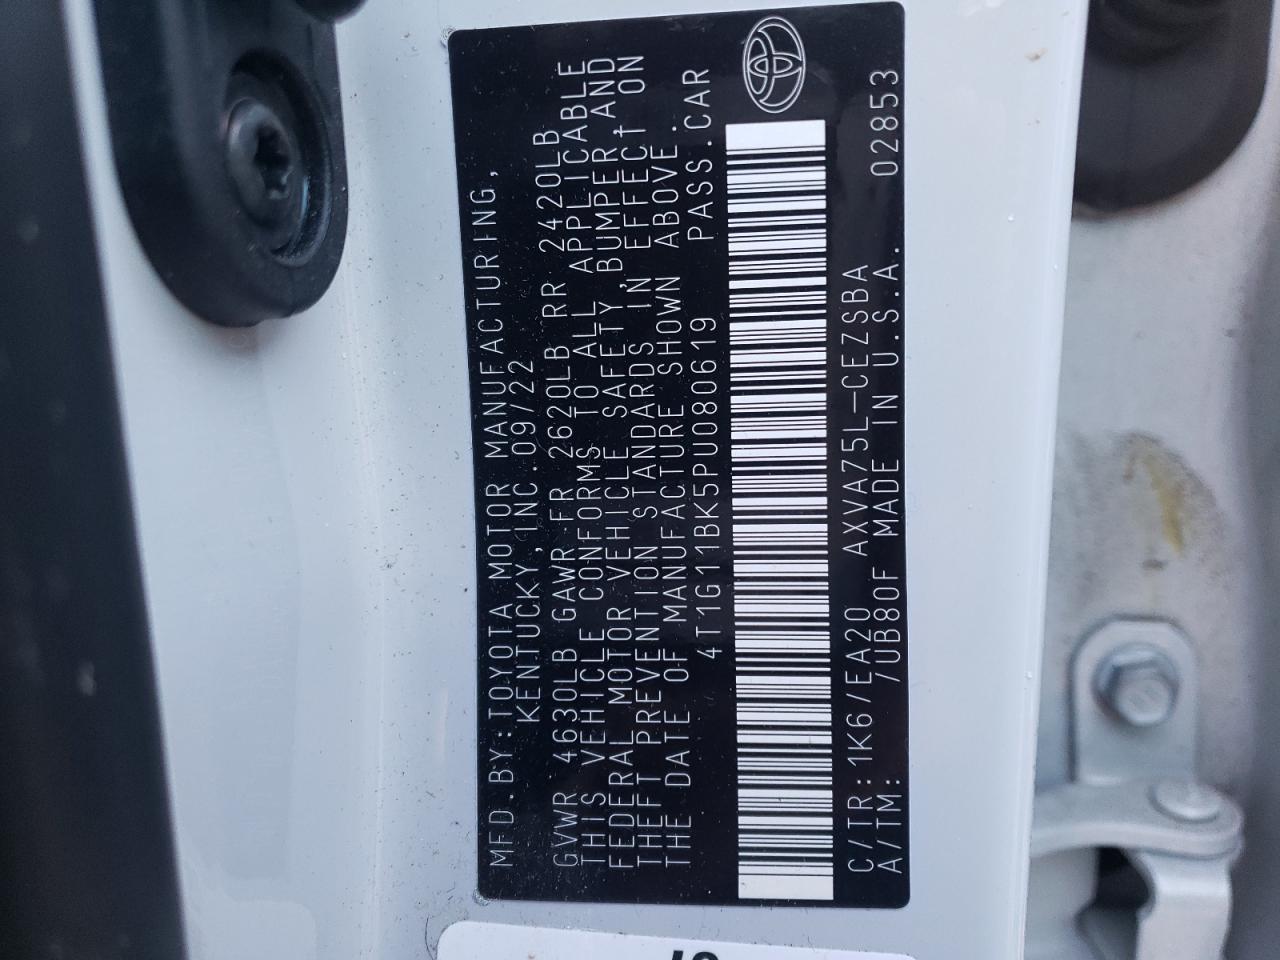 MFD.BY:TOYOTA MOTOR MANUFACTURING,
KENTUCKY,INC.09/22
GVWR 4630LB GAWR FR 2620LB RR 2420LB
THIS VEHICLE CONFORMS TO ALL APPLICABLE
FEDERAL MOTOR VEHICLE SAFETY,BUMPER,AND
THEFT PREVENTION STANDARDS IN EFFECT ON
THE DATE OF MANUFACTURE SHOWN ABOVE.
4T1G11BK5PU080619 PASS.CAR
C/TR:1K6/EA20 AXVA75L-CEZSBA 02853
A/TM: /UB80F MADE IN U.S.A.